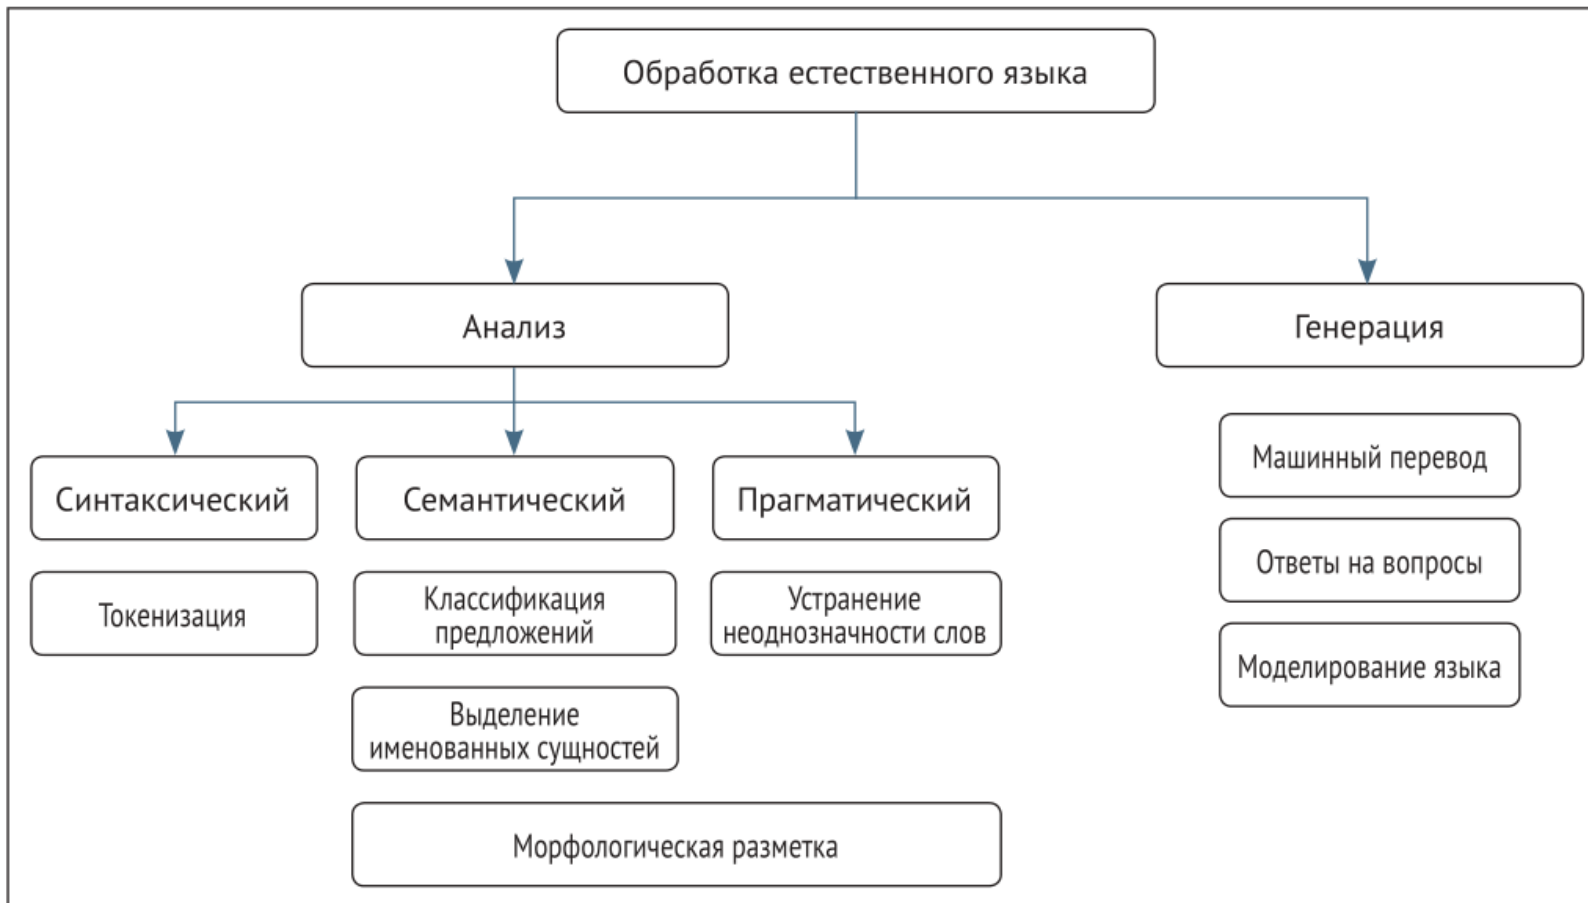 Обработка естественного языка
Анализ
Генерация
Синтаксический
Семантический
Прагматический
Токенизация
Классификация
предложений
Устранение
неоднозначности слов
Выделение
именованных сущностей
Морфологическая разметка
Машинный перевод
Ответы на вопросы
Моделирование языка